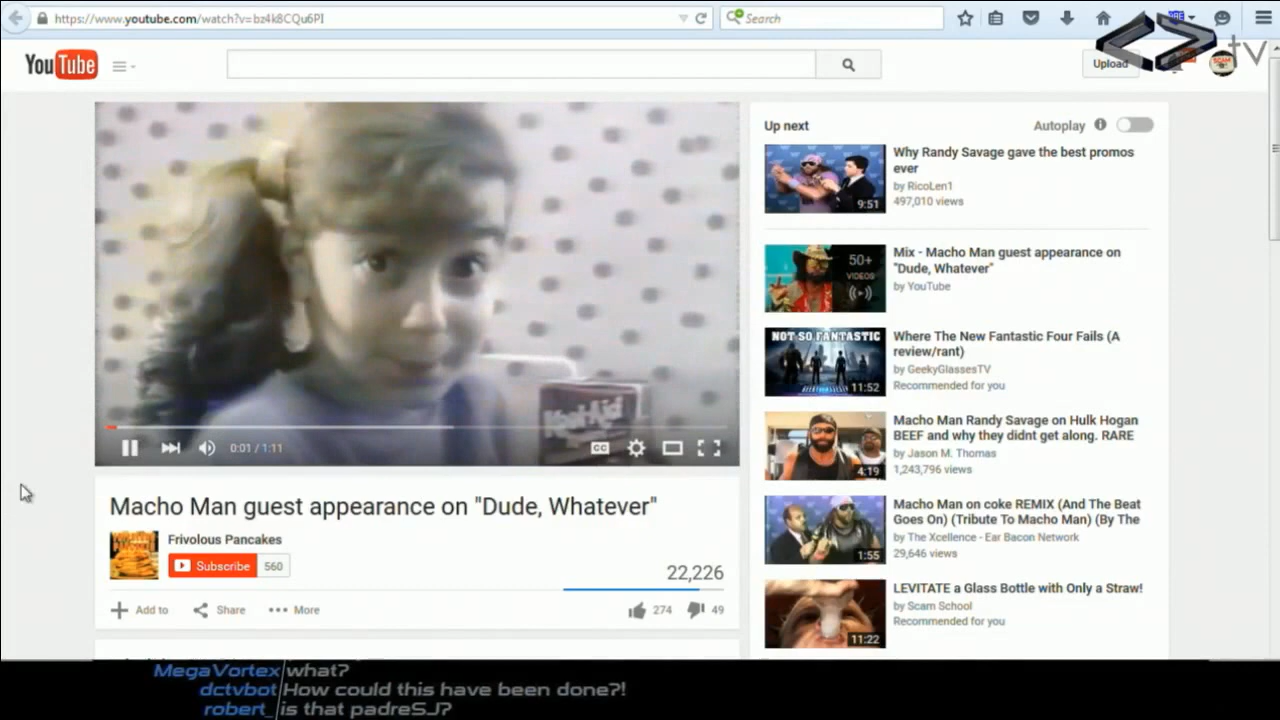 https://www.youtube.com/watch?v=bz4k8CQu6PI
Search
<> tv
YouTube
Upload
Kool-Aid
0:01 / 1:11
CC
Macho Man guest appearance on "Dude, Whatever"
Frivolous Pancakes
Subscribe 560
22,226
Add to Share More 274 49
Up next Autoplay
9:51
Why Randy Savage gave the best promos
ever
by RicoLen1
497,010 views
50+
VIDEOS
Mix - Macho Man guest appearance on
"Dude, Whatever"
by YouTube
NOT SO FANTASTIC
11:52
Where The New Fantastic Four Fails (A
review/rant)
by GeekyGlassesTV
Recommended for you
4:19
Macho Man Randy Savage on Hulk Hogan
BEEF and why they didnt get along. RARE
by Jason M. Thomas
1,243,796 views
1:55
Macho Man on coke REMIX (And The Beat
Goes On) (Tribute To Macho Man) (By The
by The Xcellence - Ear Bacon Network
29,646 views
11:22
LEVITATE a Glass Bottle with Only a Straw!
by Scam School
Recommended for you
MegaVortex what?
dctvbot How could this have been done?!
robert_ is that padreSJ?